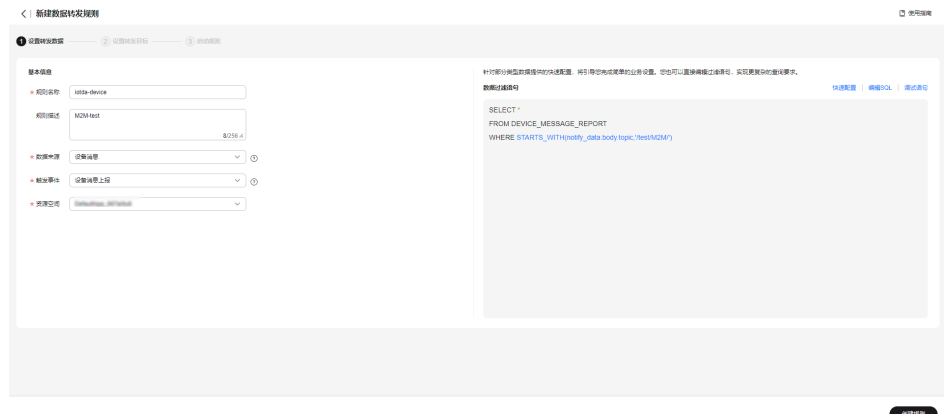 新建数据转发规则
使用指南
1 设置转发数据
2 设置转发目标
3 启动规则
基本信息
* 规则名称 iotda-device
规则描述 M2M-test
8/256
* 数据来源 设备消息
* 触发事件 设备消息上报
* 资源空间
针对部分类型数据提供的快速配置，将引导您完成简单的业务设置。您也可以直接编辑过滤语句，实现更复杂的查询要求。
数据过滤语句
快速配置 | 编辑SQL | 调试语句
SELECT *
FROM DEVICE_MESSAGE_REPORT
WHERE STARTS_WITH(notify_data.body.topic,'/test/M2M/')
创建规则